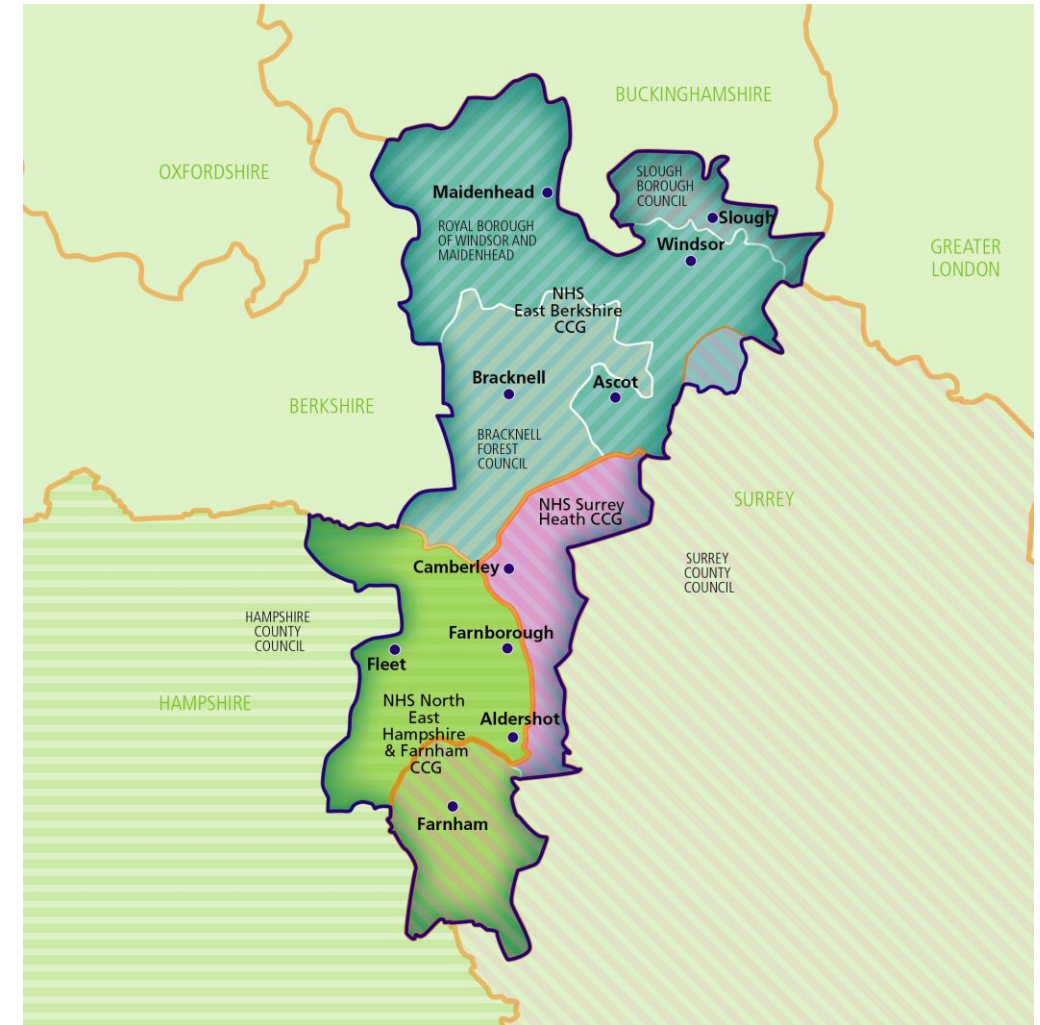 BUCKINGHAMSHIRE
OXFORDSHIRE
SLOUGH
BOROUGH
COUNCIL
Maidenhead
Slough
ROYAL BOROUGH
OF WINDSOR AND
MAIDENHEAD
Windsor
GREATER
LONDON
NHS
East Berkshire
CCG
Bracknell
Ascot
BERKSHIRE
BRACKNELL
FOREST
COUNCIL
NHS Surrey
Heath CCG
SURREY
Camberley
SURREY
COUNTY
COUNCIL
HAMPSHIRE
COUNTY
COUNCIL
Farnborough
Fleet
HAMPSHIRE
NHS North
East
Hampshire
& Farnham
CCG
Aldershot
Farnham